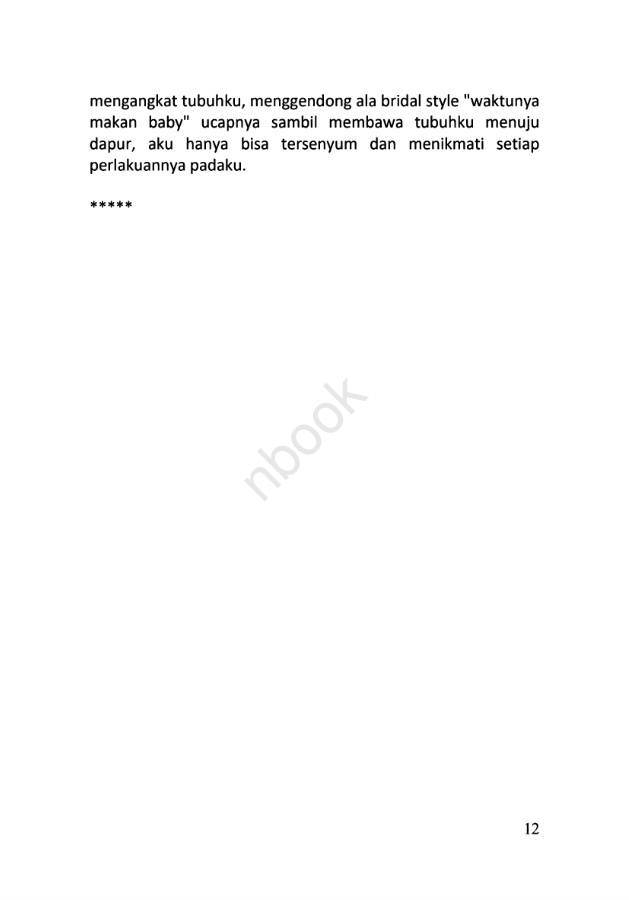 mengangkat tubuhku, menggendong ala bridal style "waktunya
makan baby" ucapnya sambil membawa tubuhku menuju
dapur, aku hanya bisa tersenyum dan menikmati setiap
perlakuannya padaku.
*****
nbook
12